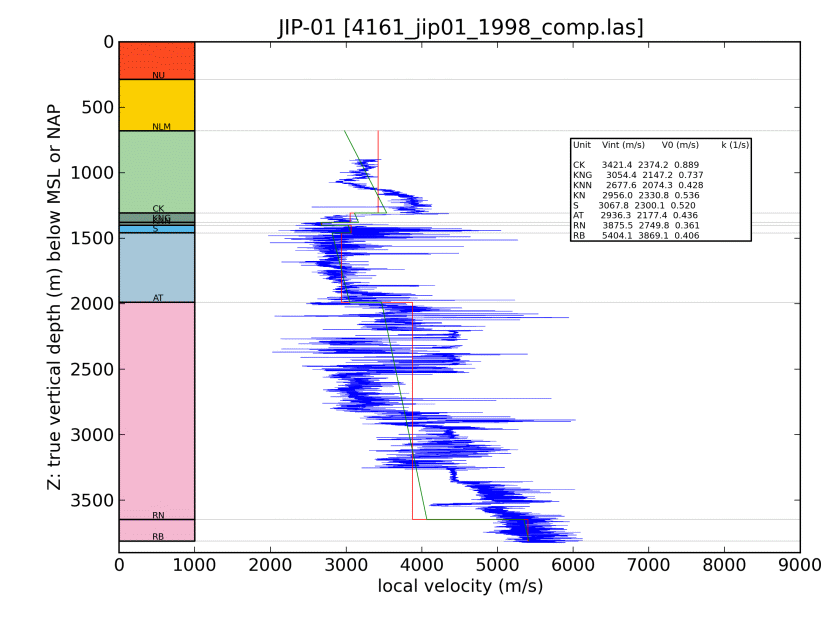 JIP-01 [4161_jip01_1998_comp.las]
Z: true vertical depth (m) below MSL or NAP
0
500
1000
1500
2000
2500
3000
3500
NU
NLM
CK
KNG
S
AT
RN
RB
Unit Vint (m/s) V0 (m/s) k (1/s)
CK 3421.4 2374.2 0.889
KNG 3054.4 2147.2 0.737
KNN 2677.6 2074.3 0.428
KN 2956.0 2330.8 0.536
S 3067.8 2300.1 0.520
AT 2936.3 2177.4 0.436
RN 3875.5 2749.8 0.361
RB 5404.1 3869.1 0.406
0 1000 2000 3000 4000 5000 6000 7000 8000 9000
local velocity (m/s)